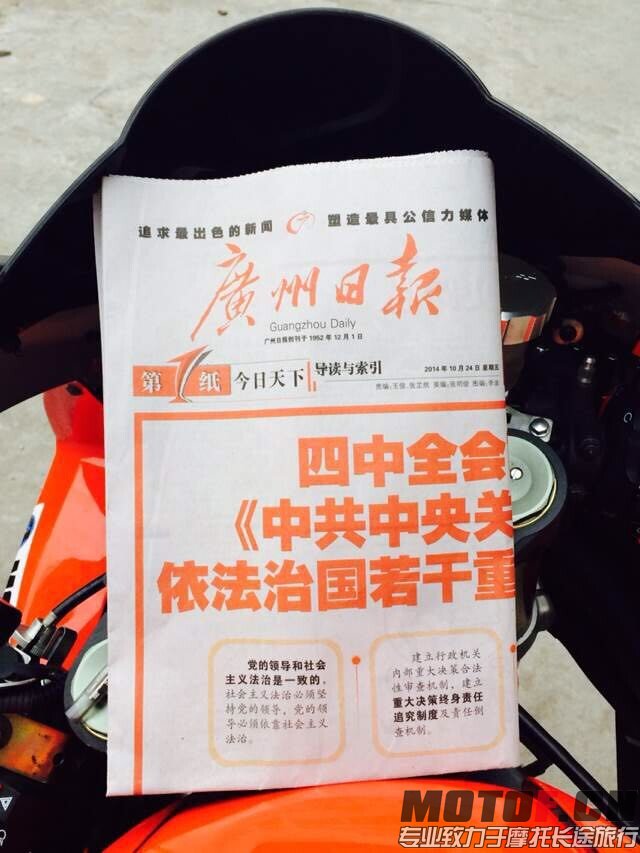 追求最出色的新闻 塑造最具公信力媒体
廣州日报
Guangzhou Daily
广州日报创刊于 1952 年 12 月 1 日
第1纸 今日天下 导读与索引
2014 年 10 月 24 日 星期五
四中全会
《中共中央关
依法治国若干重
党的领导和社会
主义法治是一致的，
社会主义法治必须坚
持党的领导，党的领
导必须依靠社会主义
法治。
建立行政机关
内部重大决策合法
性审查机制，建立
重大决策终身责任
追究制度及责任倒
查机制。
专业致力于摩托长途旅行